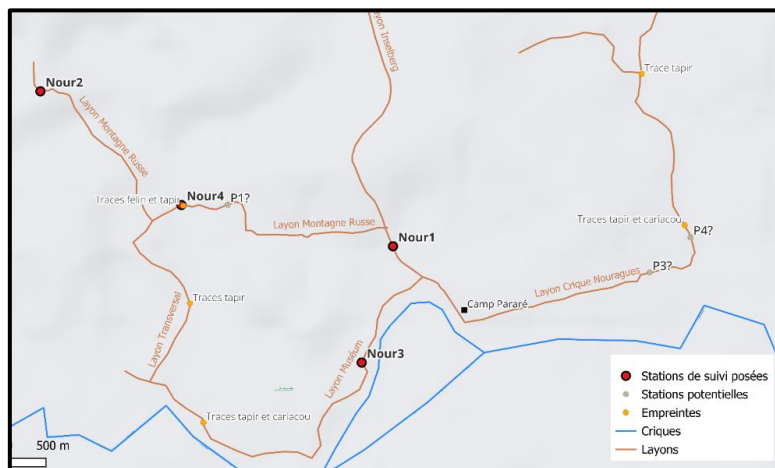 Layon Inselberg
Trace tapir
Nour2
Layon Montagne Russe
Traces felin et tapir
Nour4
P1?
Layon Montagne Russe
Nour1
Traces tapir et cariacou
P4?
P3?
Layon Crique Nouragues
Camp Pararé
Traces tapir
Layon Transversal
Nour3
Layon Muséum
Traces tapir et cariacou
500 m
Stations de suivi posées
Stations potentielles
Empreintes
Criques
Layons